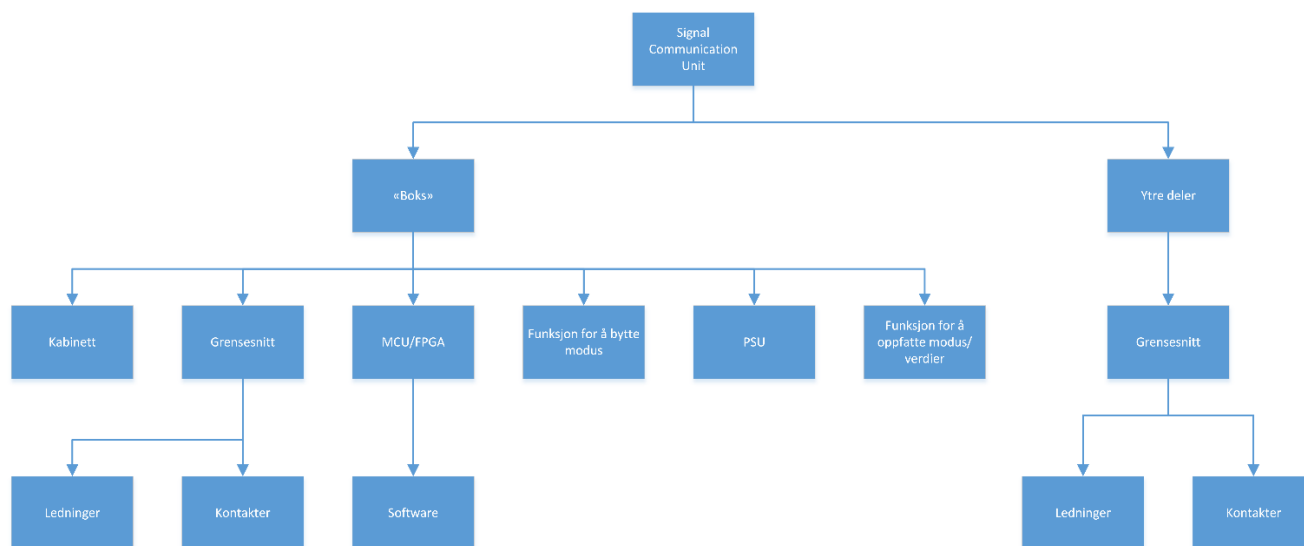 Signal
Communication
Unit
«Boks»
Ytre deler
Kabinett
Grensesnitt
MCU/FPGA
Funksjon for å bytte
modus
PSU
Funksjon for å
oppfatte modus/
verdier
Grensesnitt
Ledninger
Kontakter
Software
Ledninger
Kontakter